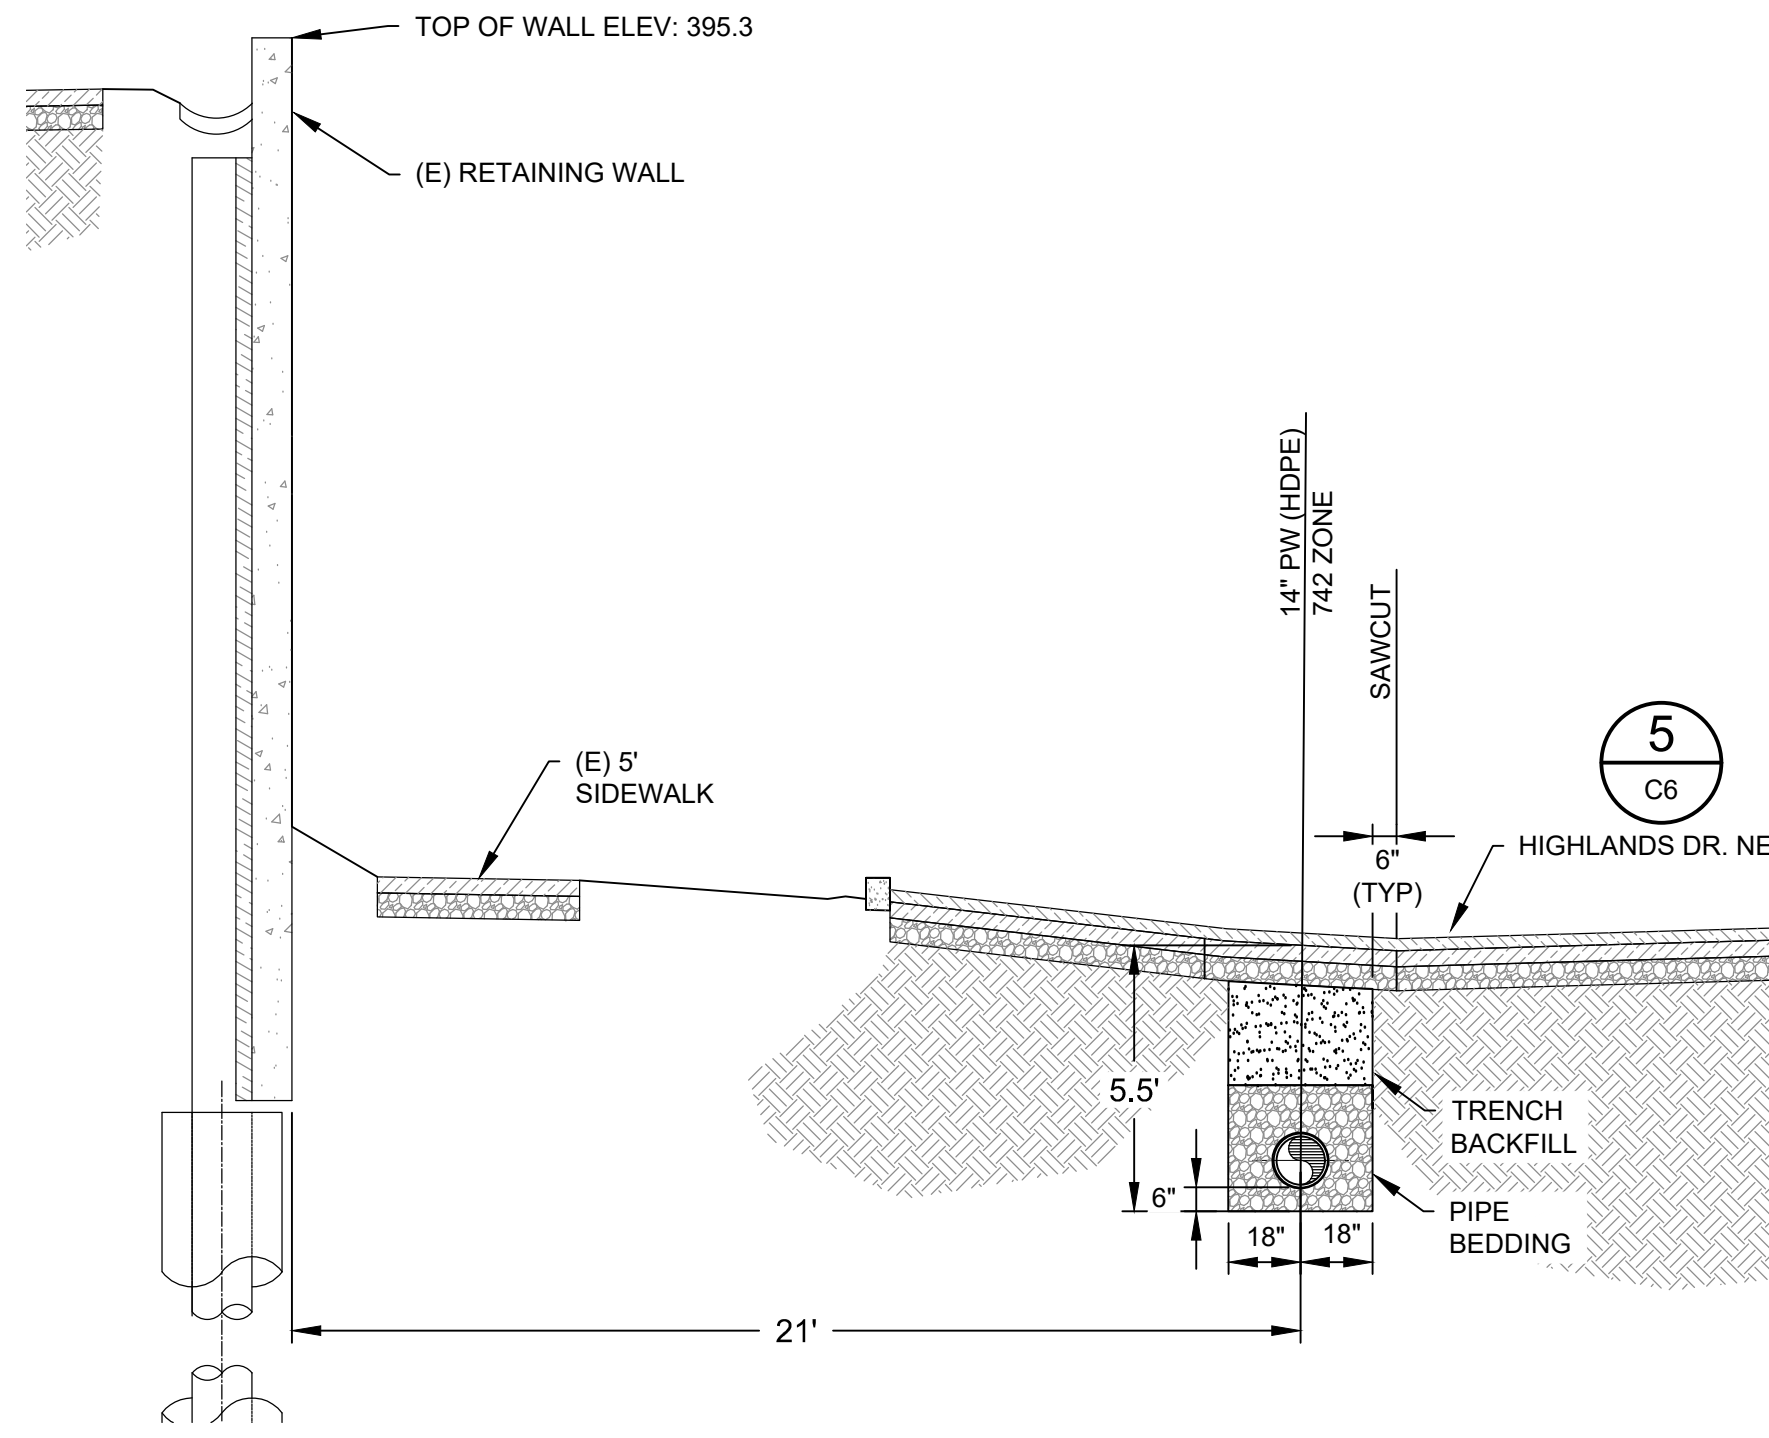 TOP OF WALL ELEV: 395.3
(E) RETAINING WALL
14" PW (HDPE)
742 ZONE
SAWCUT
5
C6
(E) 5'
SIDEWALK
HIGHLANDS DR. NE
6"
(TYP)
5.5'
TRENCH
BACKFILL
6"
PIPE
BEDDING
18"
18"
21'